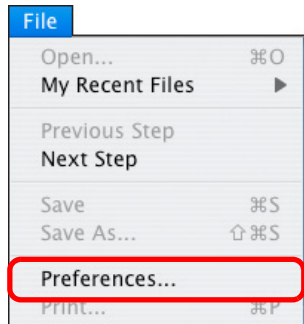 File
Open... ⌘O
My Recent Files ▶
Previous Step
Next Step
Save ⌘S
Save As... ⇧⌘S
Preferences...
Print... ⌘P